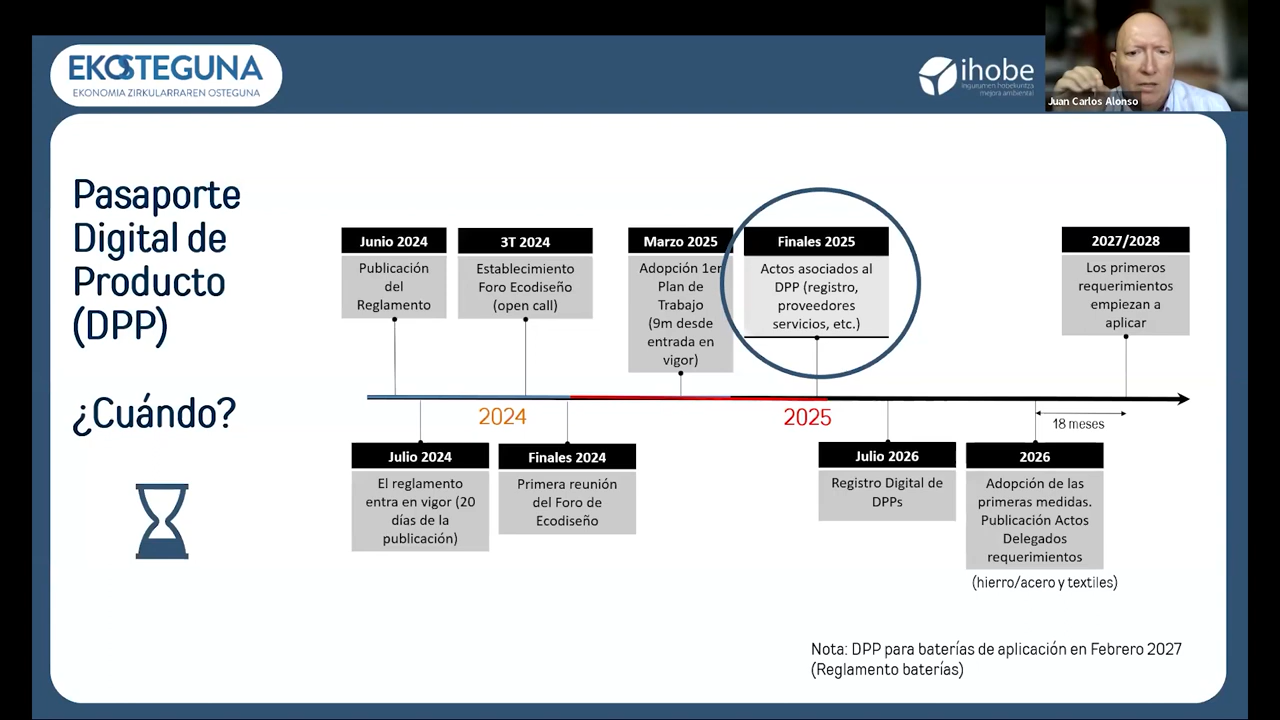 EKOSTEGUNA
EKONOMIA ZIRKULARRAREN OSTEGUNA
ihobe
ingurumen hobekuntza
mejora ambiental
Juan Carlos Alonso
Pasaporte
Digital de
Producto
(DPP)
¿Cuándo?
Junio 2024
Publicación
del
Reglamento
3T 2024
Establecimiento
Foro Ecodiseño
(open call)
Marzo 2025
Adopción 1er
Plan de
Trabajo
(9m desde
entrada en
vigor)
Finales 2025
Actos asociados al
DPP (registro,
proveedores
servicios, etc.)
2027/2028
Los primeros
requerimientos
empiezan a
aplicar
2024
2025
18 meses
Julio 2024
El reglamento
entra en vigor (20
días de la
publicación)
Finales 2024
Primera reunión
del Foro de
Ecodiseño
Julio 2026
Registro Digital de
DPPs
2026
Adopción de las
primeras medidas.
Publicación Actos
Delegados
requerimientos
(hierro/acero y textiles)
Nota: DPP para baterías de aplicación en Febrero 2027
(Reglamento baterías)